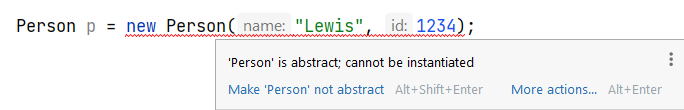 Person p = new Person( name: "Lewis", id: 1234);
'Person' is abstract; cannot be instantiated
Make 'Person' not abstract Alt+Shift+Enter More actions... Alt+Enter